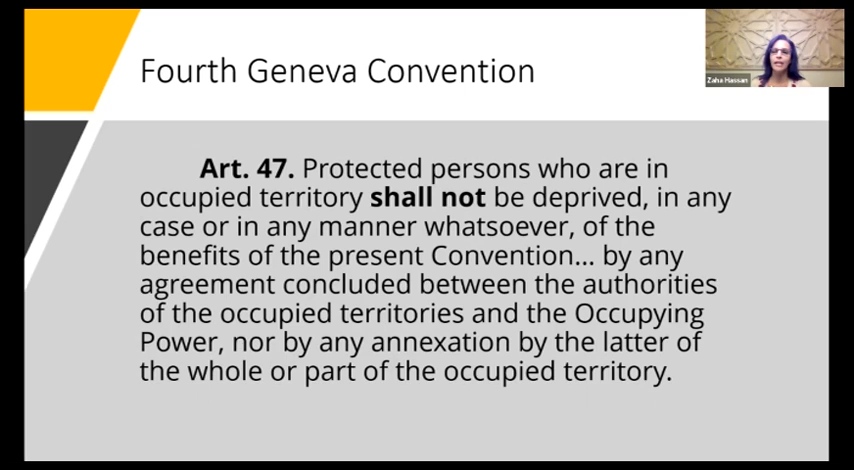 Fourth Geneva Convention
Zaha Hassan
Art. 47. Protected persons who are in
occupied territory shall not be deprived, in any
case or in any manner whatsoever, of the
benefits of the present Convention... by any
agreement concluded between the authorities
of the occupied territories and the Occupying
Power, nor by any annexation by the latter of
the whole or part of the occupied territory.